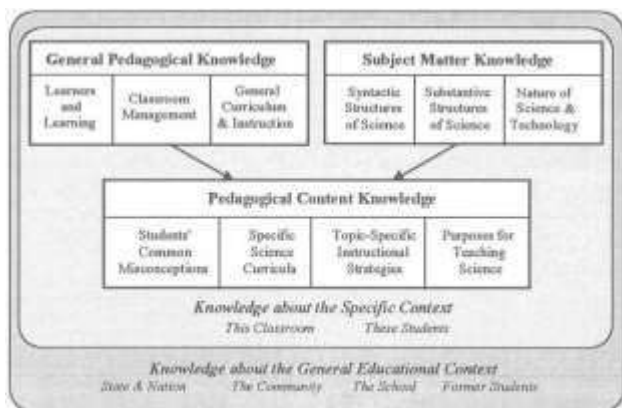 General Pedagogical Knowledge
Learners
and
Learning
Classroom
Management
General
Curriculum
& Instruction
Subject Matter Knowledge
Syntactic
Structures
of Science
Substantive
Structures
of Science
Nature of
Science &
Technology
Pedagogical Content Knowledge
Students'
Common
Misconceptions
Specific
Science
Curricula
Topic-Specific
Instructional
Strategies
Purposes for
Teaching
Science
Knowledge about the Specific Context
This Classroom These Students
Knowledge about the General Educational Context
State & Nation The Community The School Former Students